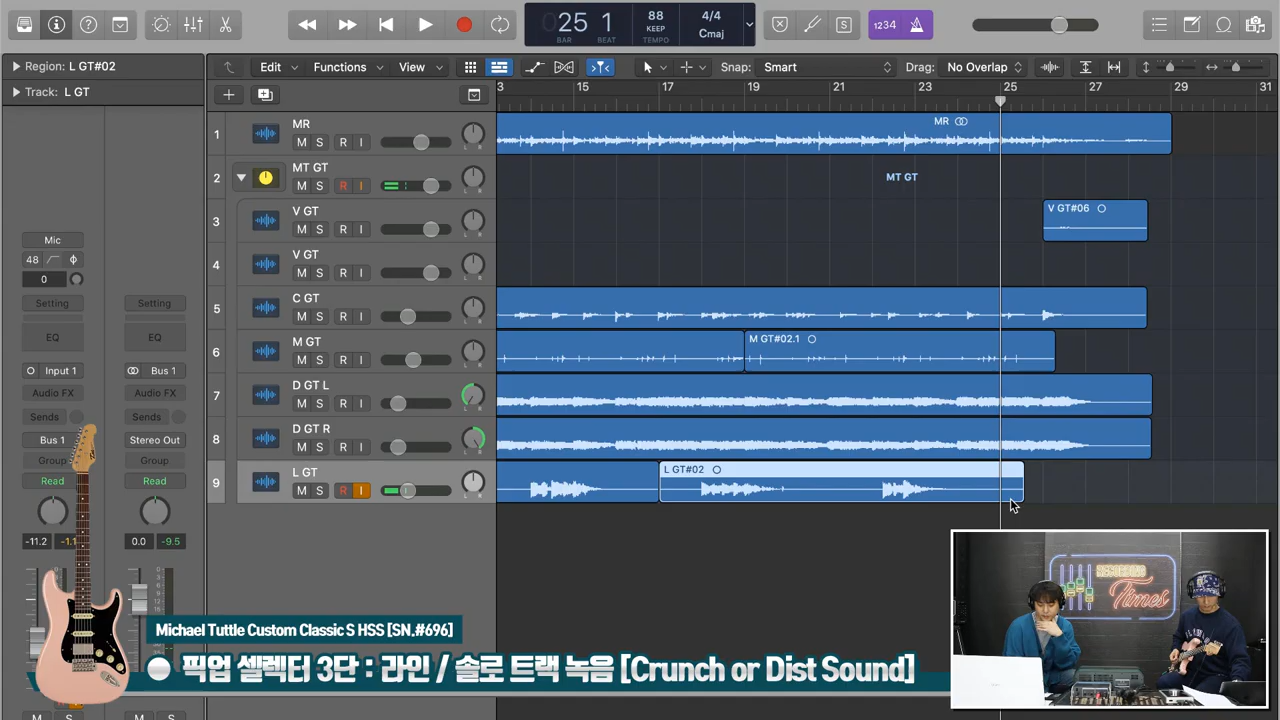 25 1
BAR BEAT
88
KEEP
TEMPO
4/4
Cmaj
S
1234
Region: L GT#02
Track: L GT
Edit
Functions
View
Snap: Smart
Drag: No Overlap
3 15 17 19 21 23 25 27 29 31
1 MR
M S R I
MR
2 MT GT
M S R I
MT GT
3 V GT
M S R I
V GT#06
4 V GT
M S R I
5 C GT
M S R I
6 M GT
M S R I
M GT#02.1
7 D GT L
M S R I
8 D GT R
M S R I
9 L GT
M S R I
L GT#02
Mic
48
0
Setting Setting
EQ EQ
Input 1 Bus 1
Audio FX Audio FX
Sends Sends
Bus 1 Stereo Out
Group Group
Read Read
-11.2 -1.1 0.0 -9.5
RECORDING
Times
Michael Tuttle Custom Classic S HSS [SN.#696]
픽업 셀렉터 3단 : 라인 / 솔로 트랙 녹음 [Crunch or Dist Sound]
M S M S